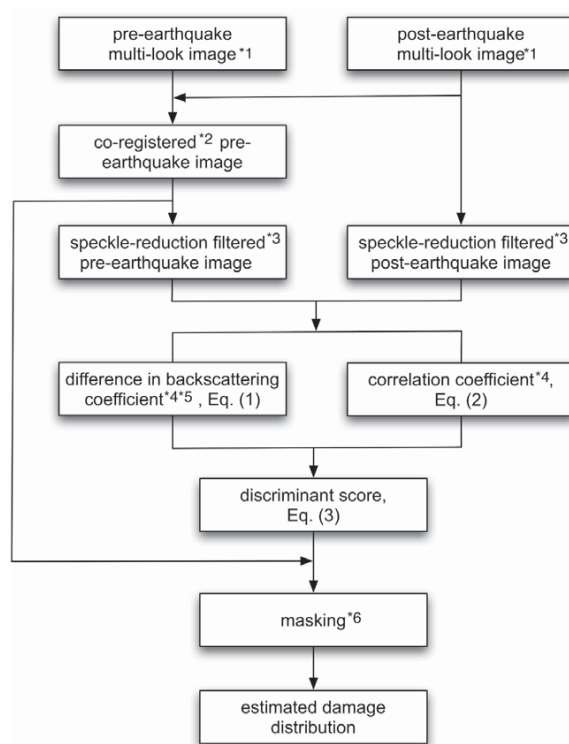 pre-earthquake
multi-look image*1
post-earthquake
multi-look image*1
co-registered*2 pre-
earthquake image
speckle-reduction filtered*3
pre-earthquake image
speckle-reduction filtered*3
post-earthquake image
difference in backscattering
coefficient*4*5 , Eq. (1)
correlation coefficient*4,
Eq. (2)
discriminant score,
Eq. (3)
masking*6
estimated damage
distribution